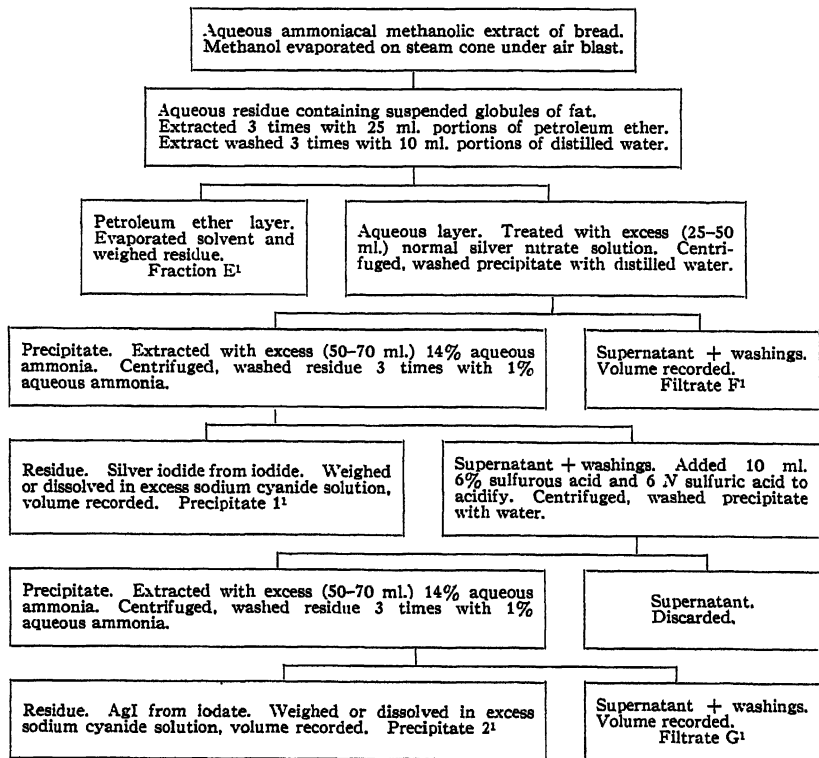 Aqueous ammoniacal methanolic extract of bread.
Methanol evaporated on steam cone under air blast.
Aqueous residue containing suspended globules of fat.
Extracted 3 times with 25 ml. portions of petroleum ether.
Extract washed 3 times with 10 ml. portions of distilled water.
Petroleum ether layer.
Evaporated solvent and
weighed residue.
Fraction E¹
Aqueous layer. Treated with excess (25–50
ml.) normal silver nitrate solution. Centri-
fuged, washed precipitate with distilled water.
Precipitate. Extracted with excess (50–70 ml.) 14% aqueous
ammonia. Centrifuged, washed residue 3 times with 1%
aqueous ammonia.
Supernatant + washings.
Volume recorded.
Filtrate F¹
Residue. Silver iodide from iodide. Weighed
or dissolved in excess sodium cyanide solution,
volume recorded. Precipitate 1¹
Supernatant + washings. Added 10 ml.
6% sulfurous acid and 6 N sulfuric acid to
acidify. Centrifuged, washed precipitate
with water.
Precipitate. Extracted with excess (50–70 ml.) 14% aqueous
ammonia. Centrifuged, washed residue 3 times with 1%
aqueous ammonia.
Supernatant.
Discarded.
Residue. AgI from iodate. Weighed or dissolved in excess
sodium cyanide solution, volume recorded. Precipitate 2¹
Supernatant + washings.
Volume recorded.
Filtrate G¹